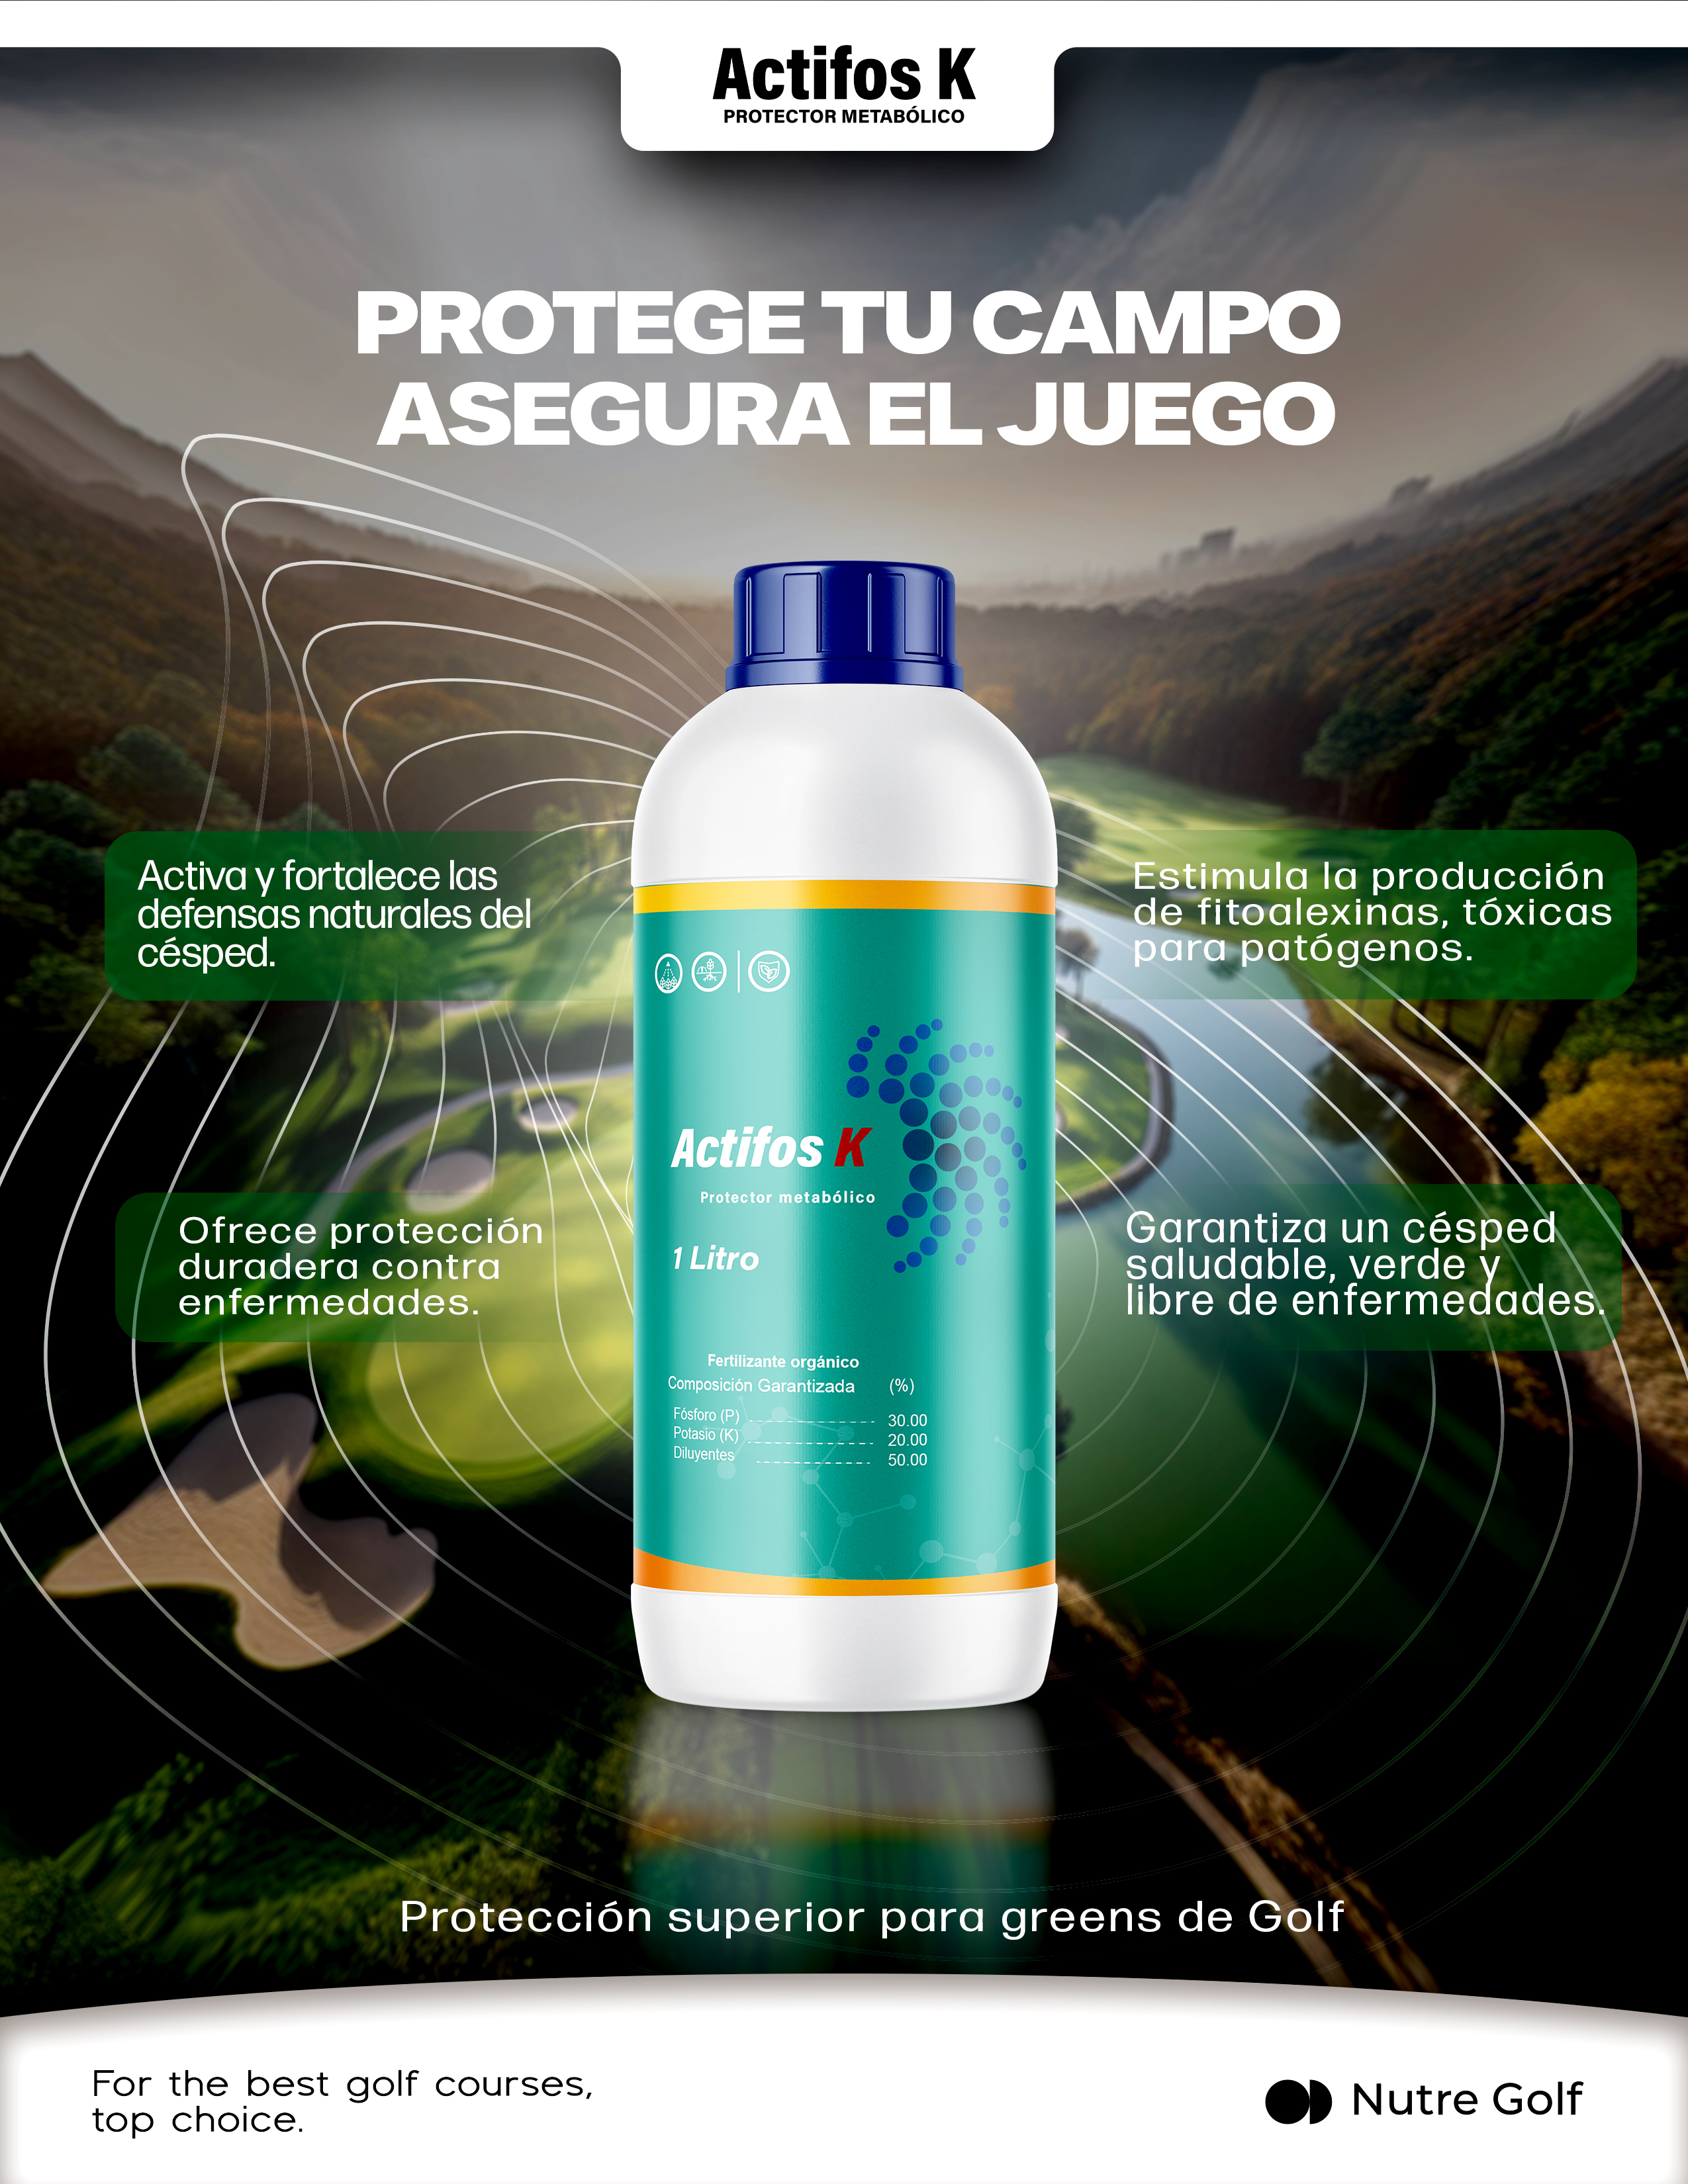 Actifos K
PROTECTOR METABÓLICO
PROTEGE TU CAMPO
ASEGURA EL JUEGO
Activa y fortalece las
defensas naturales del
césped.
Estimula la producción
de fitoalexinas, tóxicas
para patógenos.
Ofrece protección
duradera contra
enfermedades.
Garantiza un césped
saludable, verde y
libre de enfermedades.
Actifos K
Protector metabólico
1 Litro
Fertilizante orgánico
Composición Garantizada (%)
Fósforo (P) 30.00
Potasio (K) 20.00
Diluyentes 50.00
Protección superior para greens de Golf
For the best golf courses,
top choice.
Nutre Golf